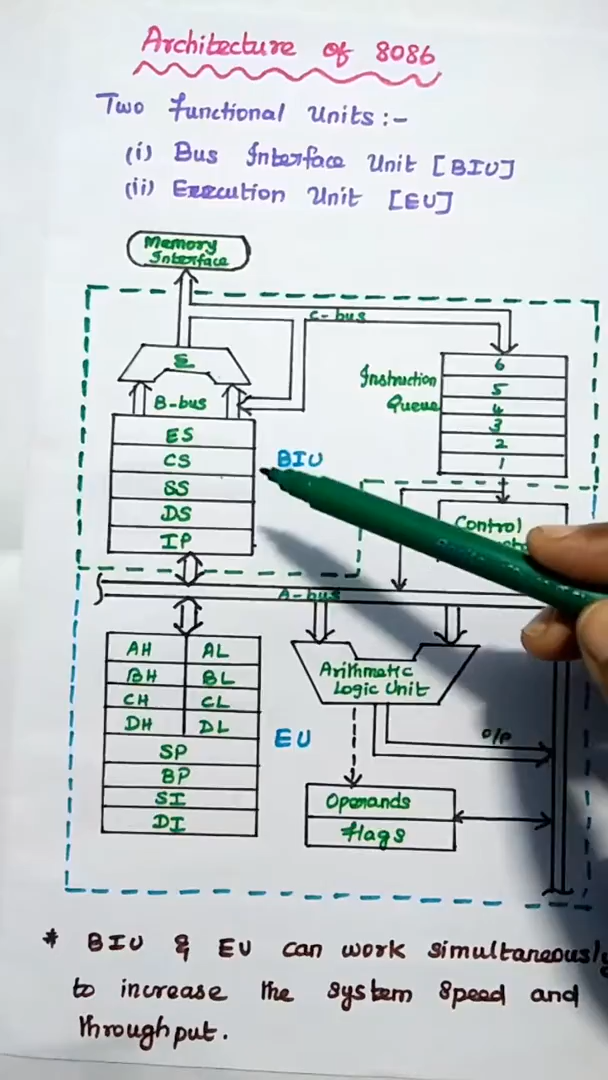 Architecture of 8086
Two Functional Units :-
(i) Bus Interface Unit [BIU]
(ii) Execution Unit [EU]
Memory
Interface
C-bus
Σ
B-bus
Instruction
Queue
6
5
4
3
2
1
ES
CS
SS
DS
IP
BIU
Control
A-bus
AH AL
BH BL
CH CL
DH DL
SP
BP
SI
DI
EU
Arithmatic
Logic Unit
O/P
Operands
Flags
* BIU & EU can work simultaneously
to increase the system speed and
throughput.